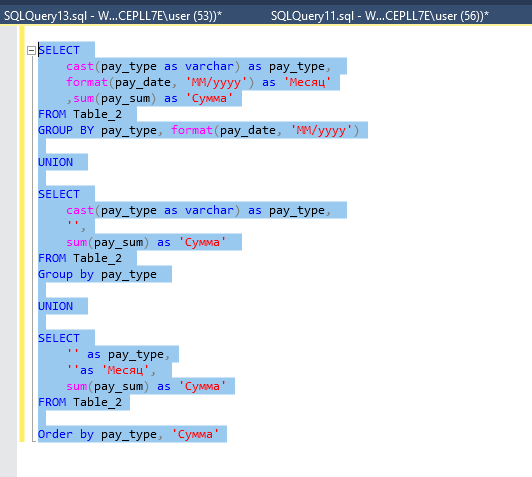 SQLQuery13.sql - W...CEPLL7E\user (53))* SQLQuery11.sql - W...CEPLL7E\user (56))*
SELECT
cast(pay_type as varchar) as pay_type,
format(pay_date, 'MM/yyyy') as 'Месяц'
,sum(pay_sum) as 'Сумма'
FROM Table_2
GROUP BY pay_type, format(pay_date, 'MM/yyyy')
UNION
SELECT
cast(pay_type as varchar) as pay_type,
'',
sum(pay_sum) as 'Сумма'
FROM Table_2
Group by pay_type
UNION
SELECT
'' as pay_type,
''as 'Месяц',
sum(pay_sum) as 'Сумма'
FROM Table_2
Order by pay_type, 'Сумма'